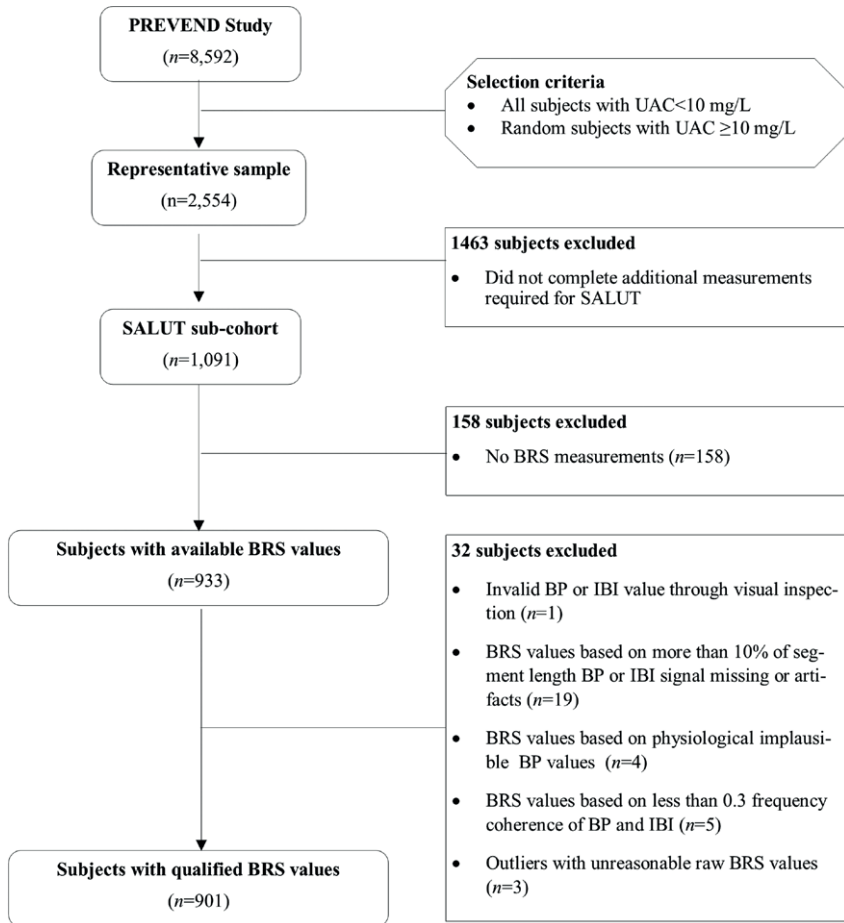 PREVEND Study
(n=8,592)
Selection criteria
• All subjects with UAC<10 mg/L
• Random subjects with UAC ≥10 mg/L
Representative sample
(n=2,554)
1463 subjects excluded
• Did not complete additional measurements
required for SALUT
SALUT sub-cohort
(n=1,091)
158 subjects excluded
• No BRS measurements (n=158)
Subjects with available BRS values
(n=933)
32 subjects excluded
• Invalid BP or IBI value through visual inspec-
tion (n=1)
• BRS values based on more than 10% of seg-
ment length BP or IBI signal missing or arti-
facts (n=19)
• BRS values based on physiological implausi-
ble BP values (n=4)
• BRS values based on less than 0.3 frequency
coherence of BP and IBI (n=5)
• Outliers with unreasonable raw BRS values
(n=3)
Subjects with qualified BRS values
(n=901)